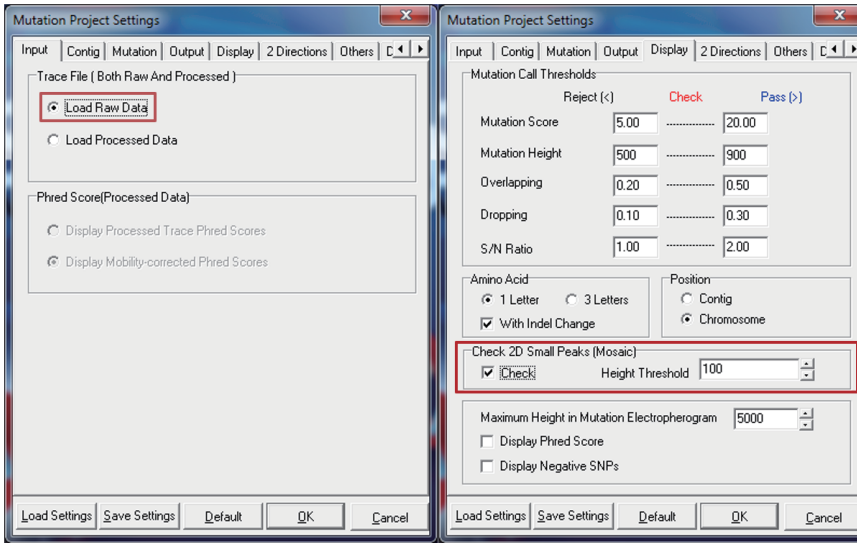 Mutation Project Settings
Input Contig Mutation Output Display 2 Directions Others
Trace File ( Both Raw And Processed )
Load Raw Data
Load Processed Data
Phred Score(Processed Data)
Display Processed Trace Phred Scores
Display Mobility-corrected Phred Scores
Load Settings Save Settings Default OK Cancel
Mutation Project Settings
Input Contig Mutation Output Display 2 Directions Others
Mutation Call Thresholds
Reject (<) Check Pass (>)
Mutation Score 5.00 -------------- 20.00
Mutation Height 500 -------------- 900
Overlapping 0.20 -------------- 0.50
Dropping 0.10 -------------- 0.30
S/N Ratio 1.00 -------------- 2.00
Amino Acid
1 Letter 3 Letters
With Indel Change
Position
Contig
Chromosome
Check 2D Small Peaks (Mosaic)
Check Height Threshold 100
Maximum Height in Mutation Electropherogram 5000
Display Phred Score
Display Negative SNPs
Load Settings Save Settings Default OK Cancel